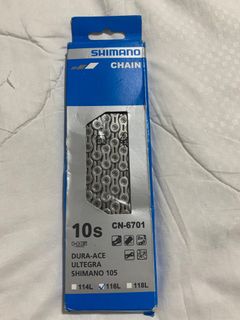 SHIMANO
CHAIN
10s
CN-6701
DURA-ACE
ULTEGRA
SHIMANO 105
114L 116L 118L